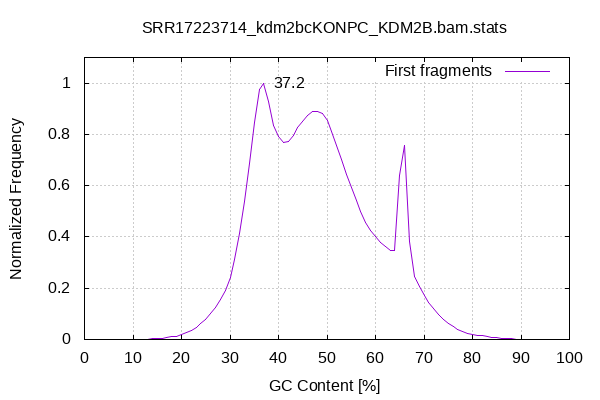 SRR17223714_kdm2bcKONPC_KDM2B.bam.stats
First fragments
37.2
Normalized Frequency
1
0.8
0.6
0.4
0.2
0
0 10 20 30 40 50 60 70 80 90 100
GC Content [%]